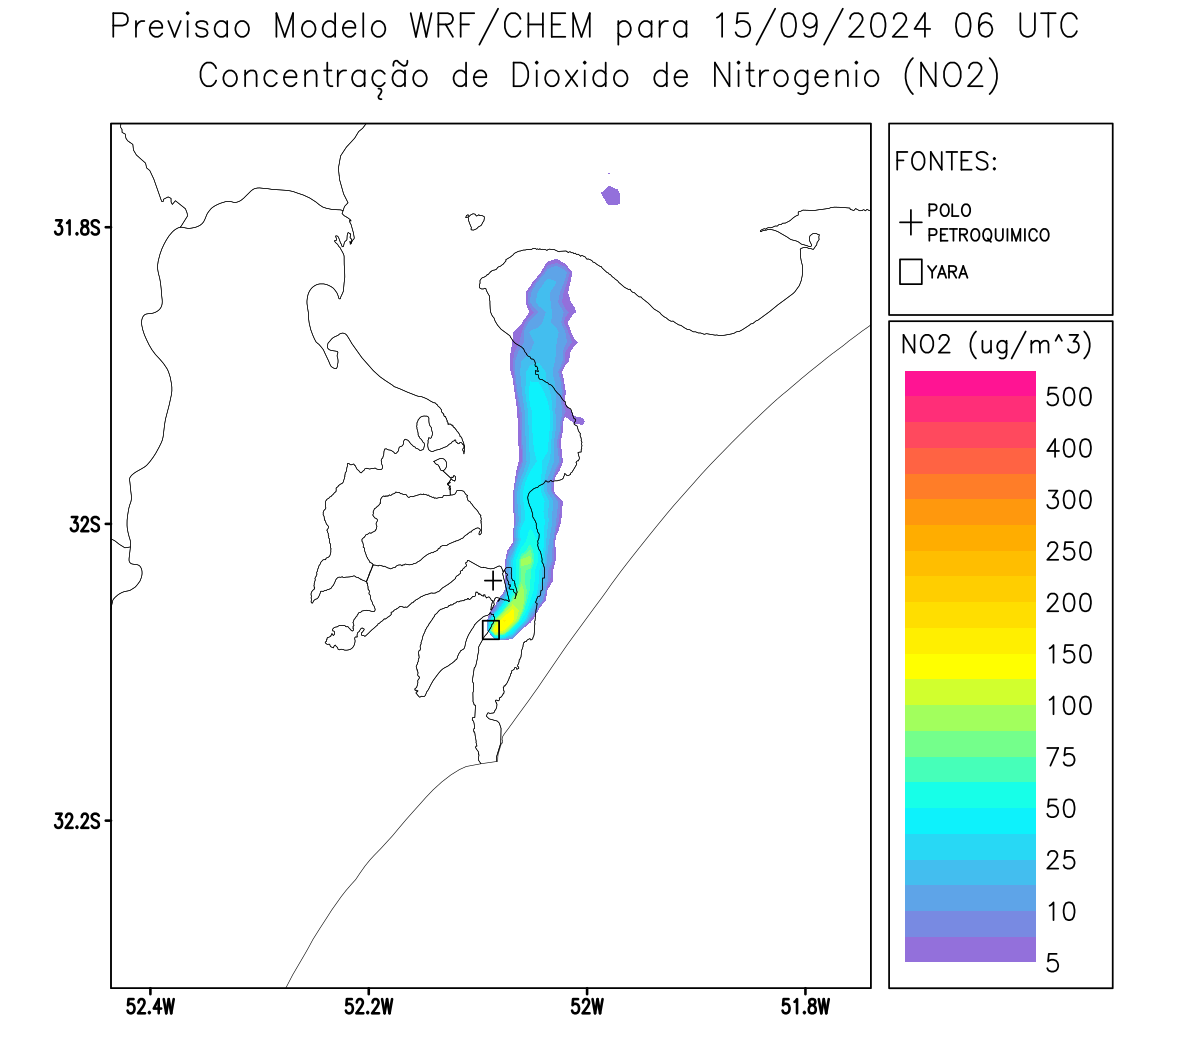 Previsao Modelo WRF/CHEM para 15/09/2024 06 UTC
Concentração de Dioxido de Nitrogenio (NO2)
FONTES:
POLO
PETROQUIMICO
YARA
NO2 (ug/m^3)
500
400
300
250
200
150
100
75
50
25
10
5
31.8S
32S
32.2S
52.4W
52.2W
52W
51.8W